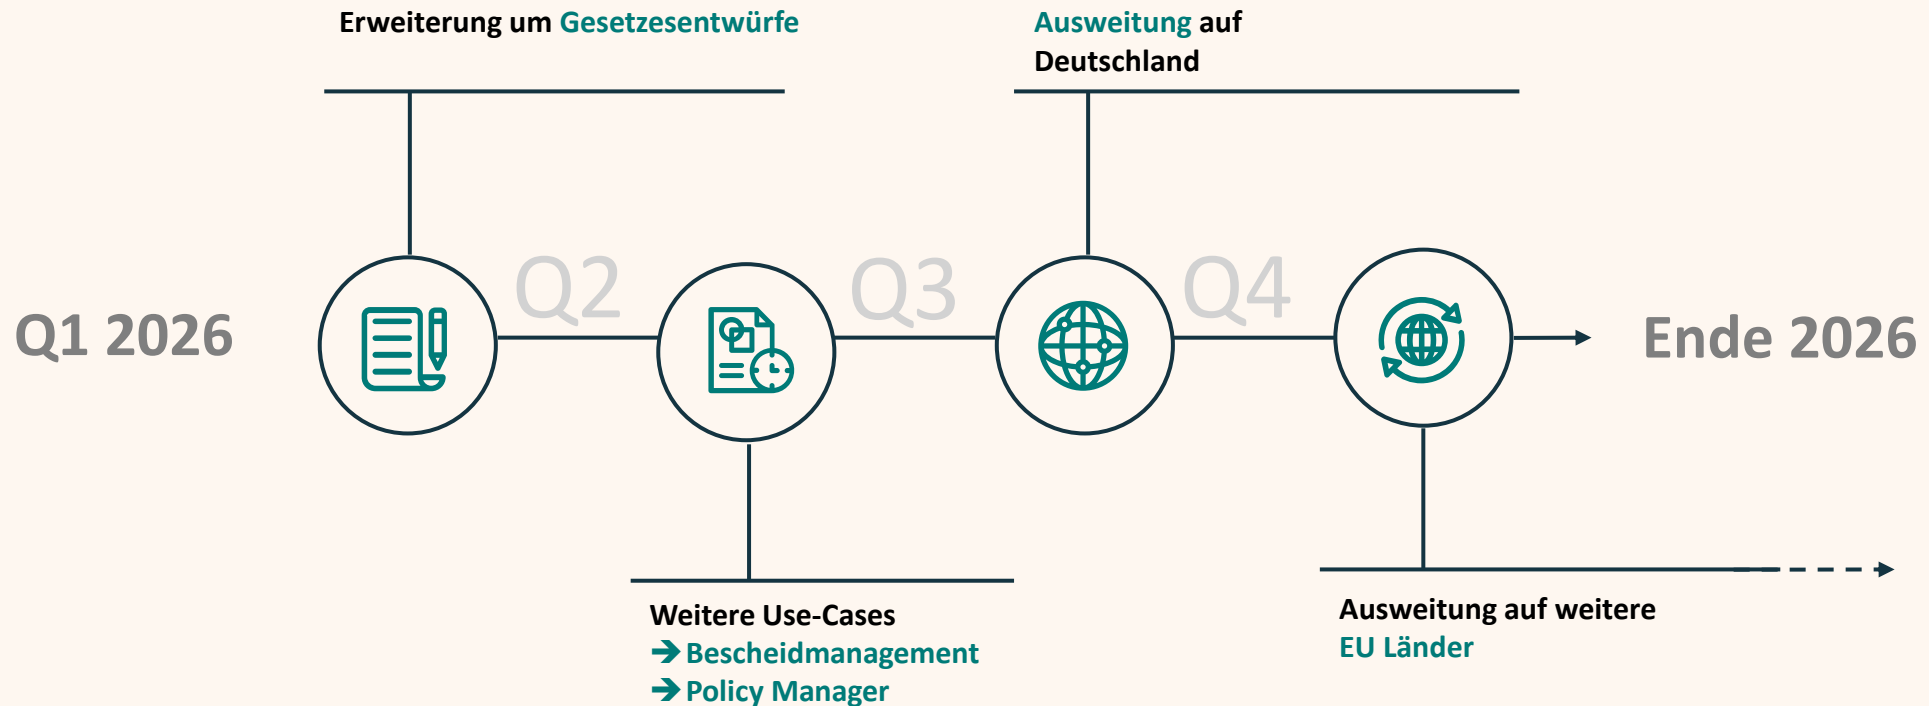 Erweiterung um Gesetzesentwürfe
Ausweitung auf
Deutschland
Q1 2026
Q2
Q3
Q4
Ende 2026
Weitere Use-Cases
➔ Bescheidmanagement
➔ Policy Manager
Ausweitung auf weitere
EU Länder